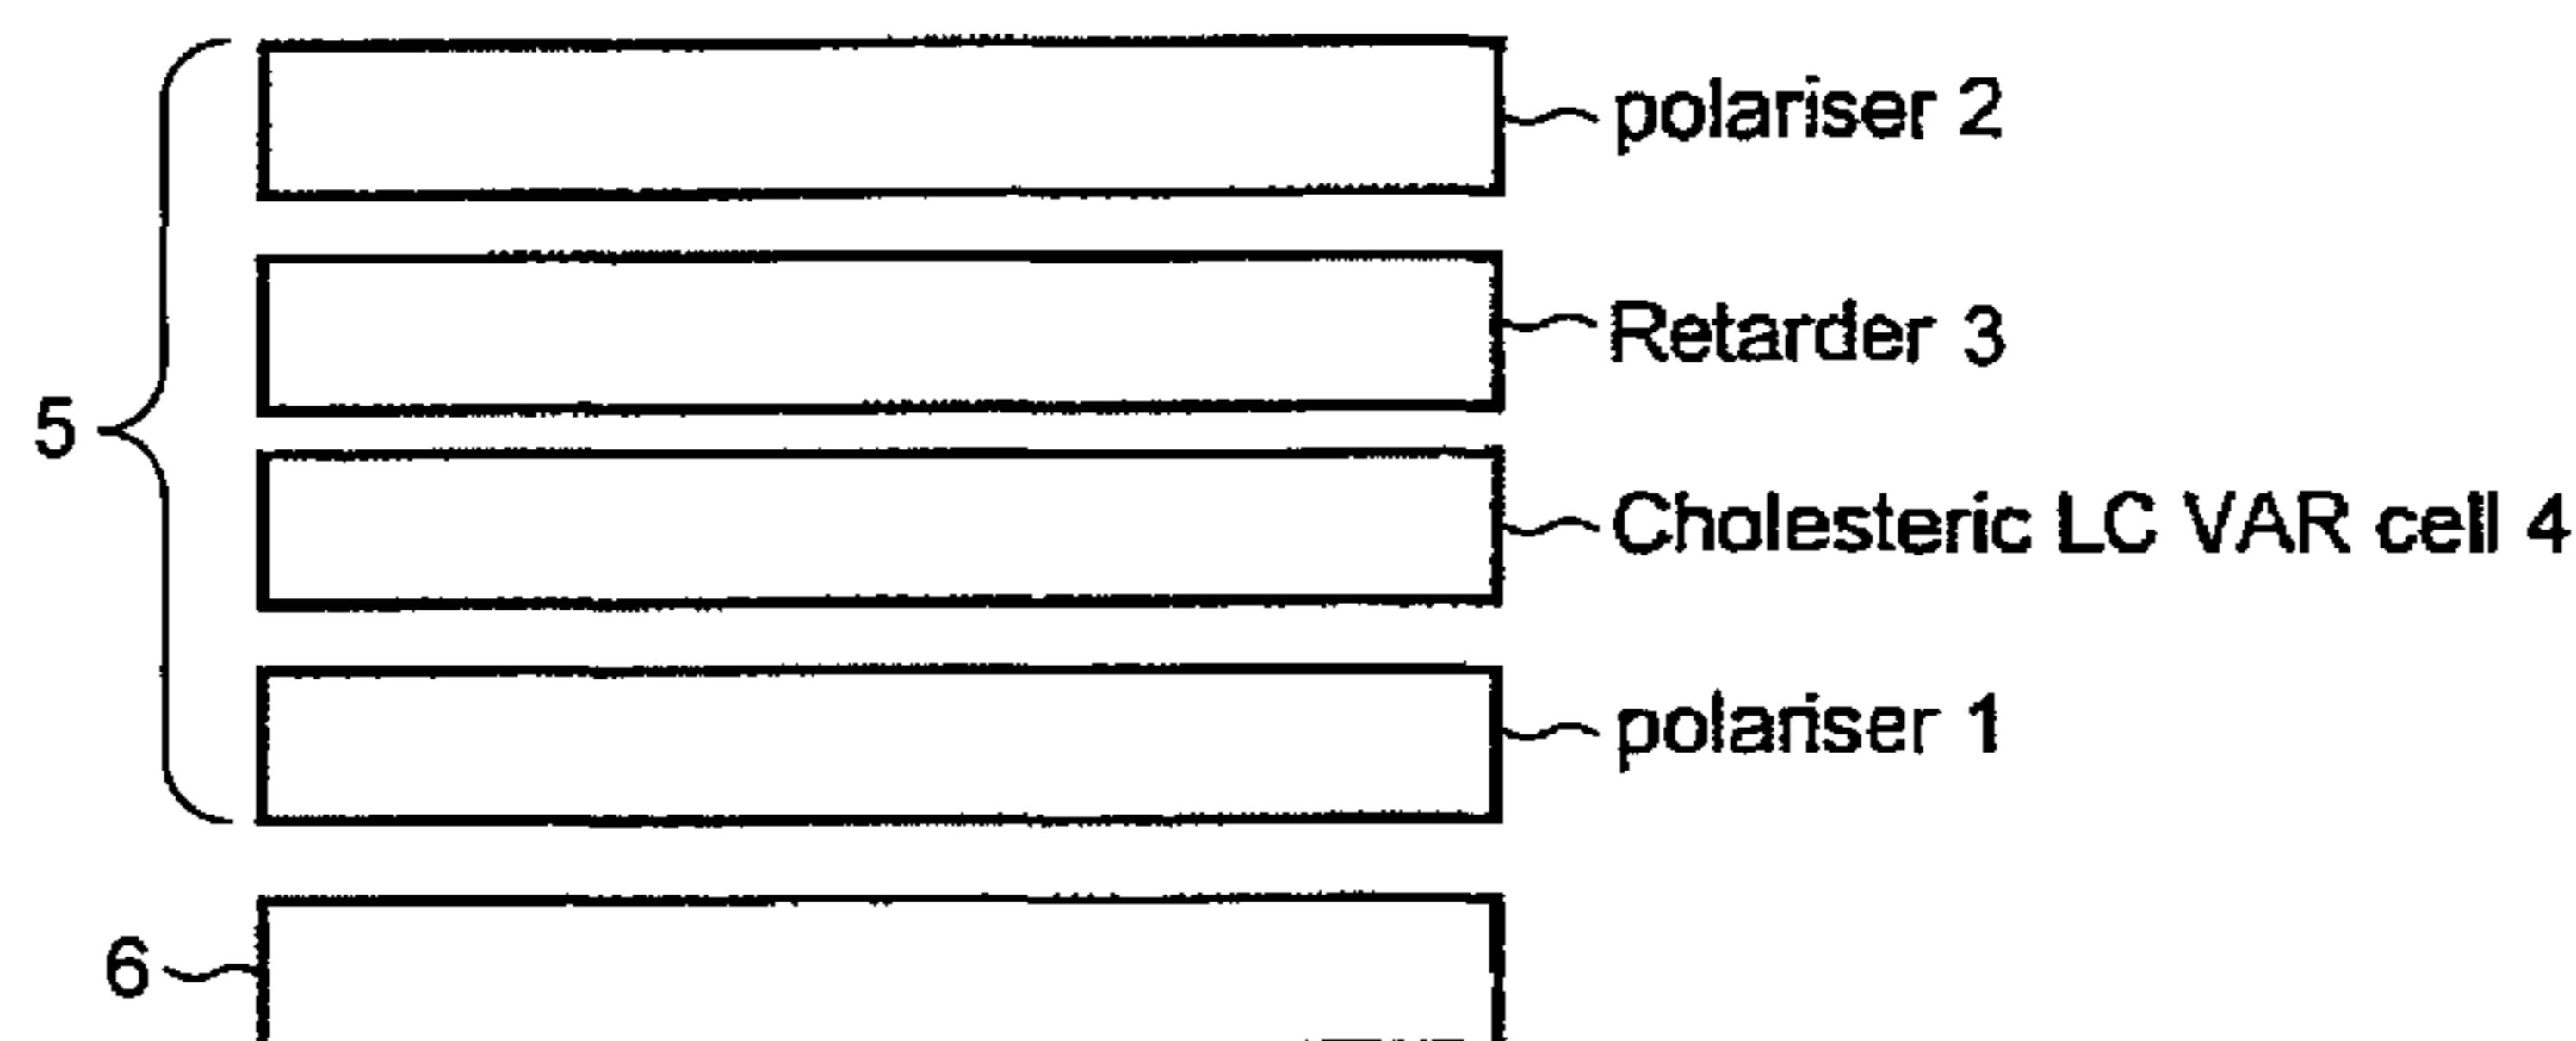 polariser 2
Retarder 3
5
Cholesteric LC VAR cell 4
polariser 1
6